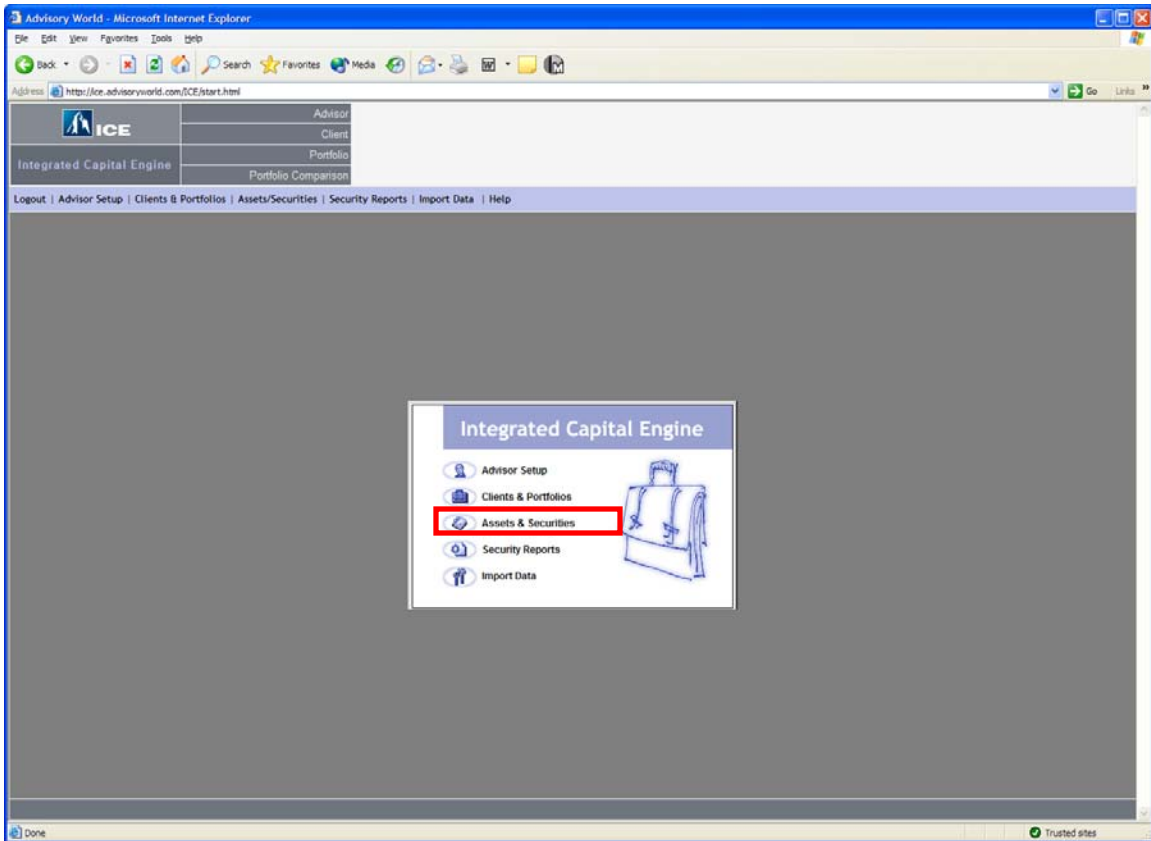 Advisory World - Microsoft Internet Explorer
File Edit View Favorites Tools Help
Back Search Favorites Media
Address http://ice.advisoryworld.com/ICE/start.html Go Links »
ICE
Integrated Capital Engine
Advisor
Client
Portfolio
Portfolio Comparison
Logout | Advisor Setup | Clients & Portfolios | Assets/Securities | Security Reports | Import Data | Help
Integrated Capital Engine
Advisor Setup
Clients & Portfolios
Assets & Securities
Security Reports
Import Data
Done Trusted sites